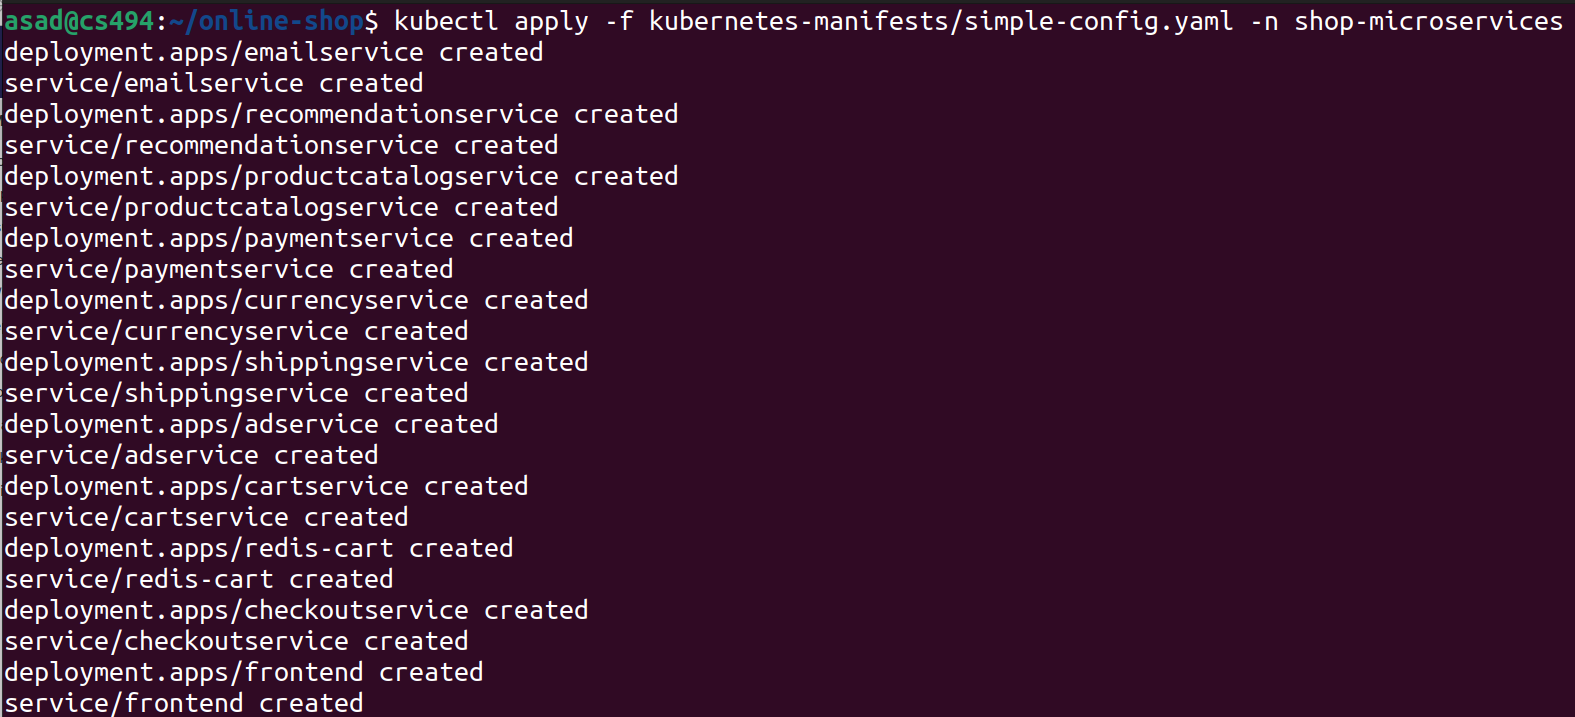 asad@cs494:~/online-shop$ kubectl apply -f kubernetes-manifests/simple-config.yaml -n shop-microservices
deployment.apps/emailservice created
service/emailservice created
deployment.apps/recommendationservice created
service/recommendationservice created
deployment.apps/productcatalogservice created
service/productcatalogservice created
deployment.apps/paymentservice created
service/paymentservice created
deployment.apps/currencyservice created
service/currencyservice created
deployment.apps/shippingservice created
service/shippingservice created
deployment.apps/adservice created
service/adservice created
deployment.apps/cartservice created
service/cartservice created
deployment.apps/redis-cart created
service/redis-cart created
deployment.apps/checkoutservice created
service/checkoutservice created
deployment.apps/frontend created
service/frontend created